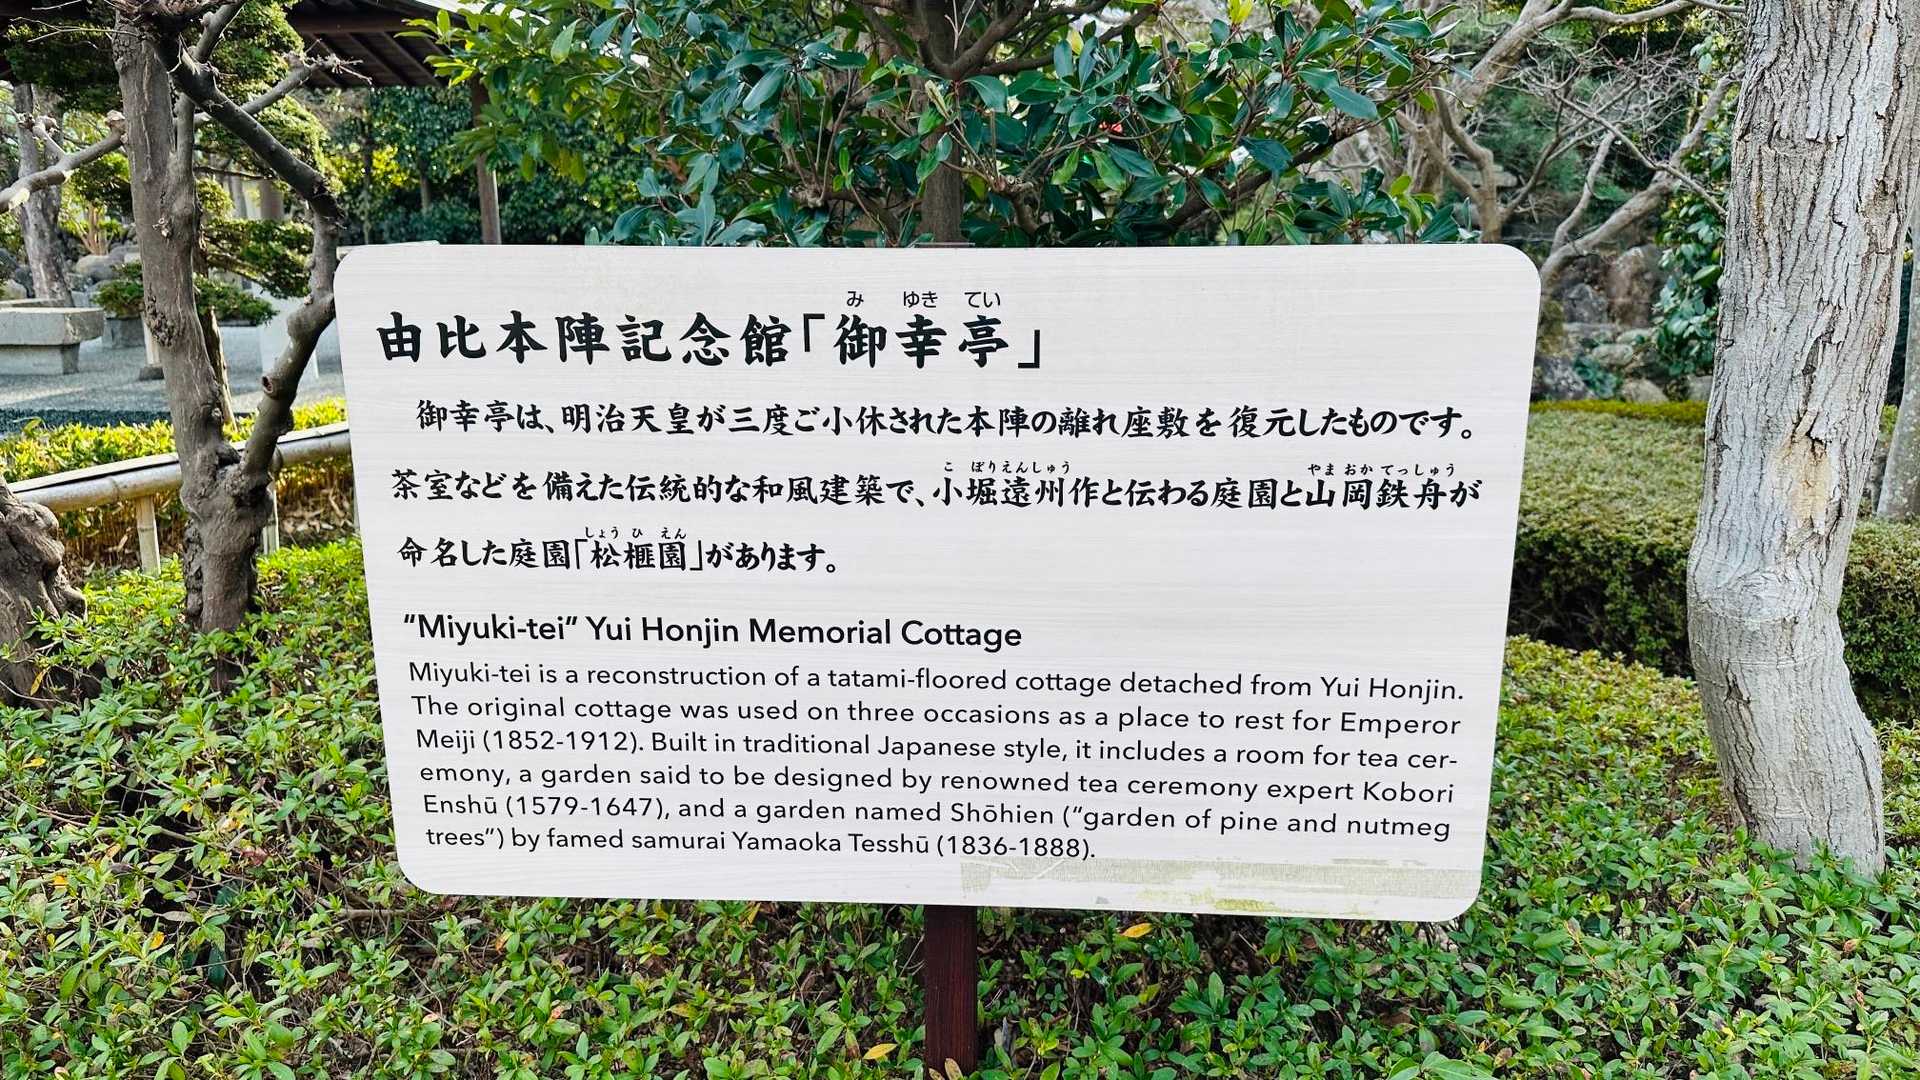 み ゆき てい
由比本陣記念館「御幸亭」
御幸亭は、明治天皇が三度ご小休された本陣の離れ座敷を復元したものです。
こ ぼりえんしゅう やま おか てっしゅう
茶室などを備えた伝統的な和風建築で、小堀遠州作と伝わる庭園と山岡鉄舟が
しょう ひ えん
命名した庭園「松榧園」があります。
"Miyuki-tei" Yui Honjin Memorial Cottage
Miyuki-tei is a reconstruction of a tatami-floored cottage detached from Yui Honjin.
The original cottage was used on three occasions as a place to rest for Emperor
Meiji (1852-1912). Built in traditional Japanese style, it includes a room for tea cer-
emony, a garden said to be designed by renowned tea ceremony expert Kobori
Enshū (1579-1647), and a garden named Shōhien ("garden of pine and nutmeg
trees") by famed samurai Yamaoka Tesshū (1836-1888).